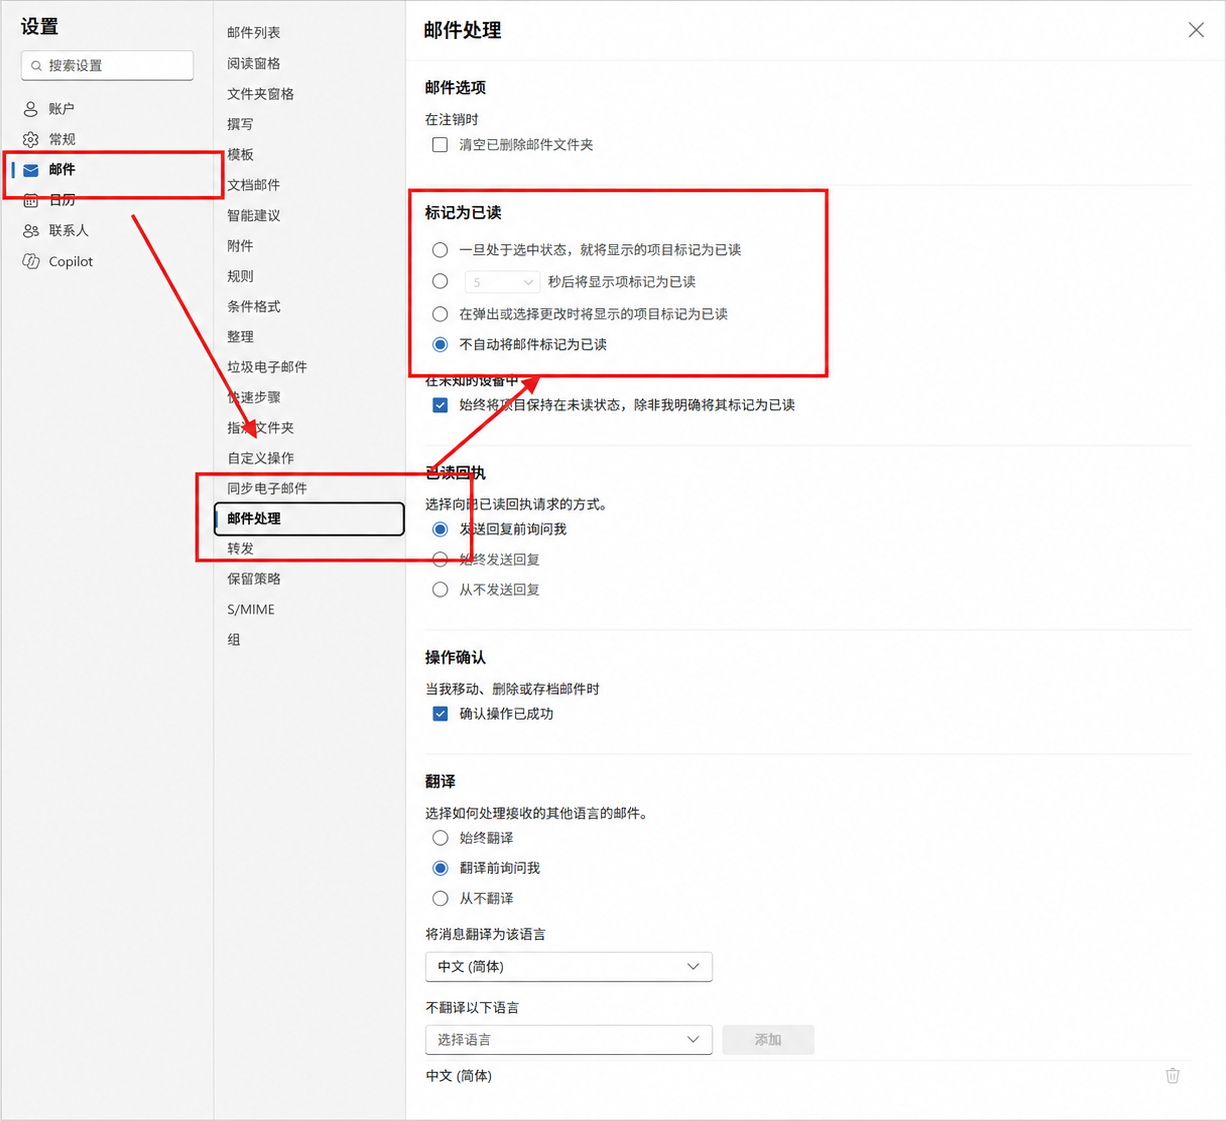 设置
搜索设置
账户
常规
邮件
日历
联系人
Copilot
邮件列表
阅读窗格
文件夹窗格
撰写
模板
文档邮件
智能建议
附件
规则
条件格式
整理
垃圾电子邮件
快速步骤
文件夹
自定义操作
同步电子邮件
邮件处理
转发
保留策略
S/MIME
组
邮件处理
邮件选项
在注销时
清空已删除邮件文件夹
标记为已读
一旦处于选中状态，就将显示的项目标记为已读
5 秒后将显示项标记为已读
在弹出或选择更改时将显示的项目标记为已读
不自动将邮件标记为已读
在未知的设备中
始终将项目保持在未读状态，除非我明确将其标记为已读
已读回执
选择向已读回执请求的方式。
发送回复前询问我
始终发送回复
从不发送回复
操作确认
当我移动、删除或存档邮件时
确认操作已成功
翻译
选择如何处理接收的其他语言的邮件。
始终翻译
翻译前询问我
从不翻译
将消息翻译为该语言
中文 (简体)
不翻译以下语言
选择语言
添加
中文 (简体)